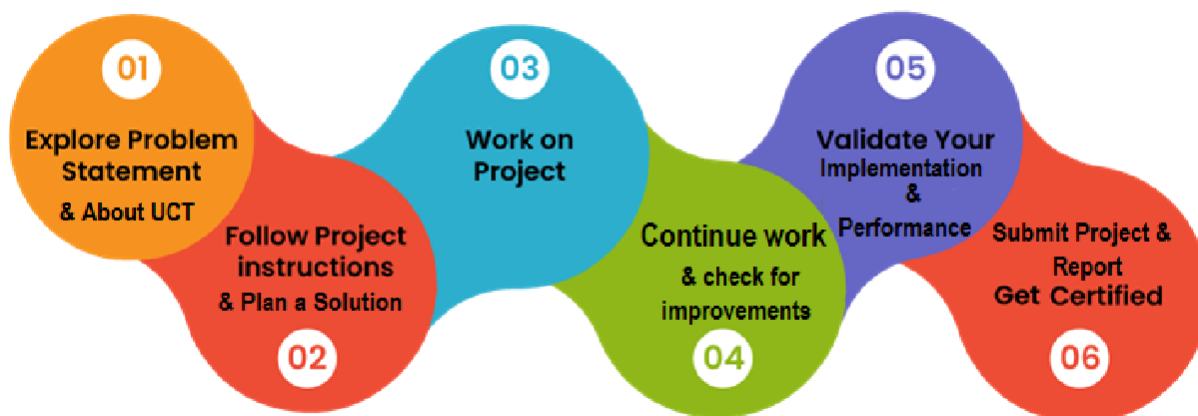 01
Explore Problem
Statement
& About UCT
Follow Project
instructions
& Plan a Solution
02
03
Work on
Project
Continue work
& check for
improvements
04
05
Validate Your
Implementation
&
Performance
Submit Project &
Report
Get Certified
06